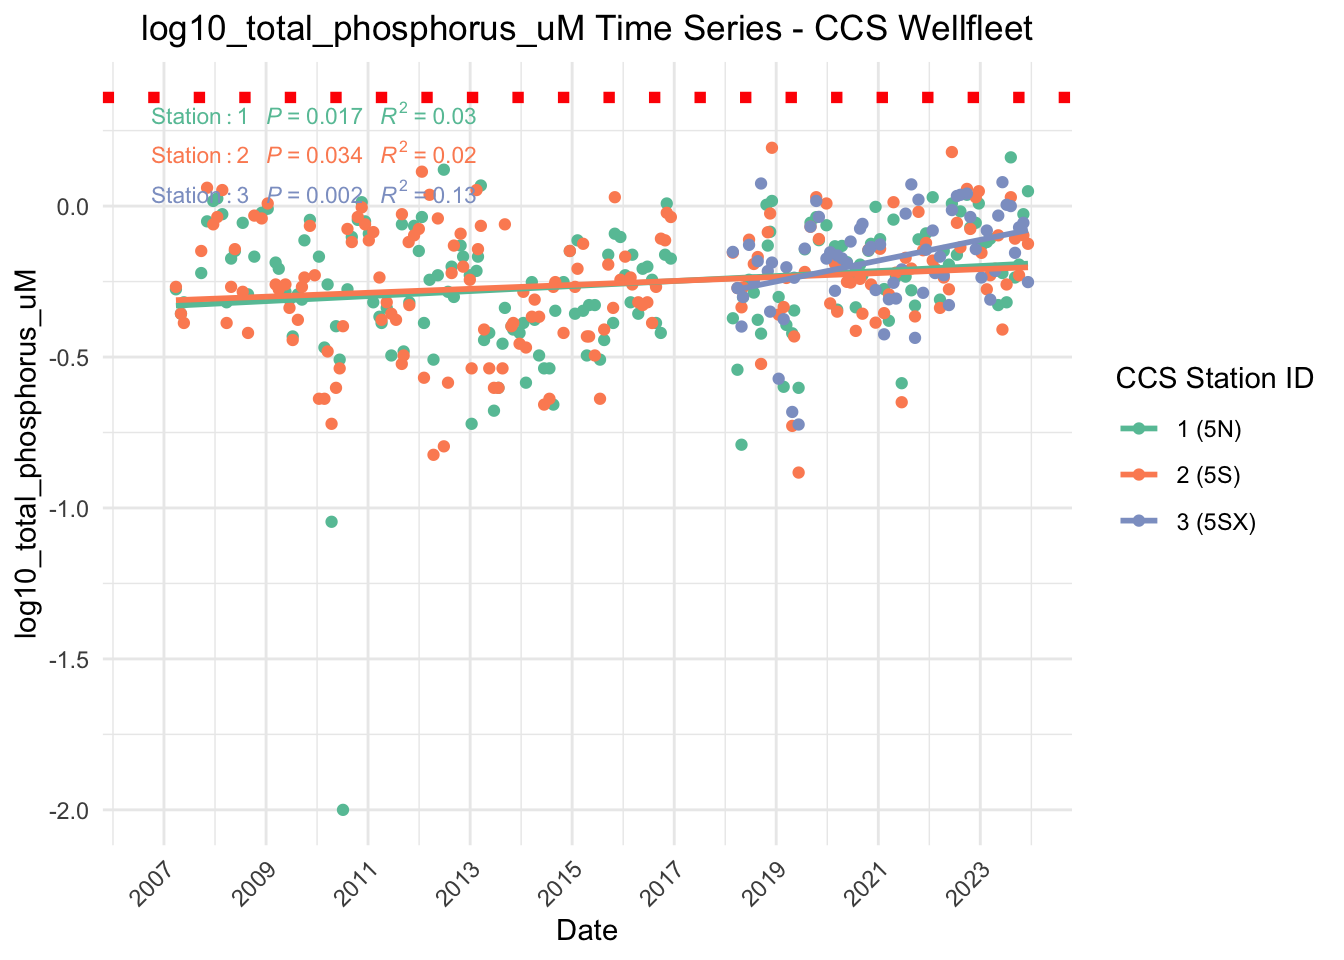 log10_total_phosphorus_uM Time Series - CCS Wellfleet
Station : 1 P = 0.017 R² = 0.03
Station : 2 P = 0.034 R² = 0.02
Station : 3 P = 0.002 R² = 0.13
0.0
-0.5
-1.0
-1.5
-2.0
log10_total_phosphorus_uM
2007 2009 2011 2013 2015 2017 2019 2021 2023
Date
CCS Station ID
1 (5N)
2 (5S)
3 (5SX)